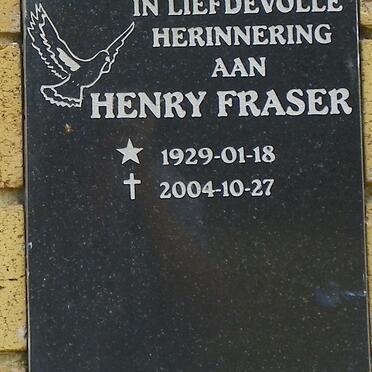 IN LIEFDEVOLLE
HERINNERING
AAN
HENRY FRASER
★ 1929-01-18
✝ 2004-10-27